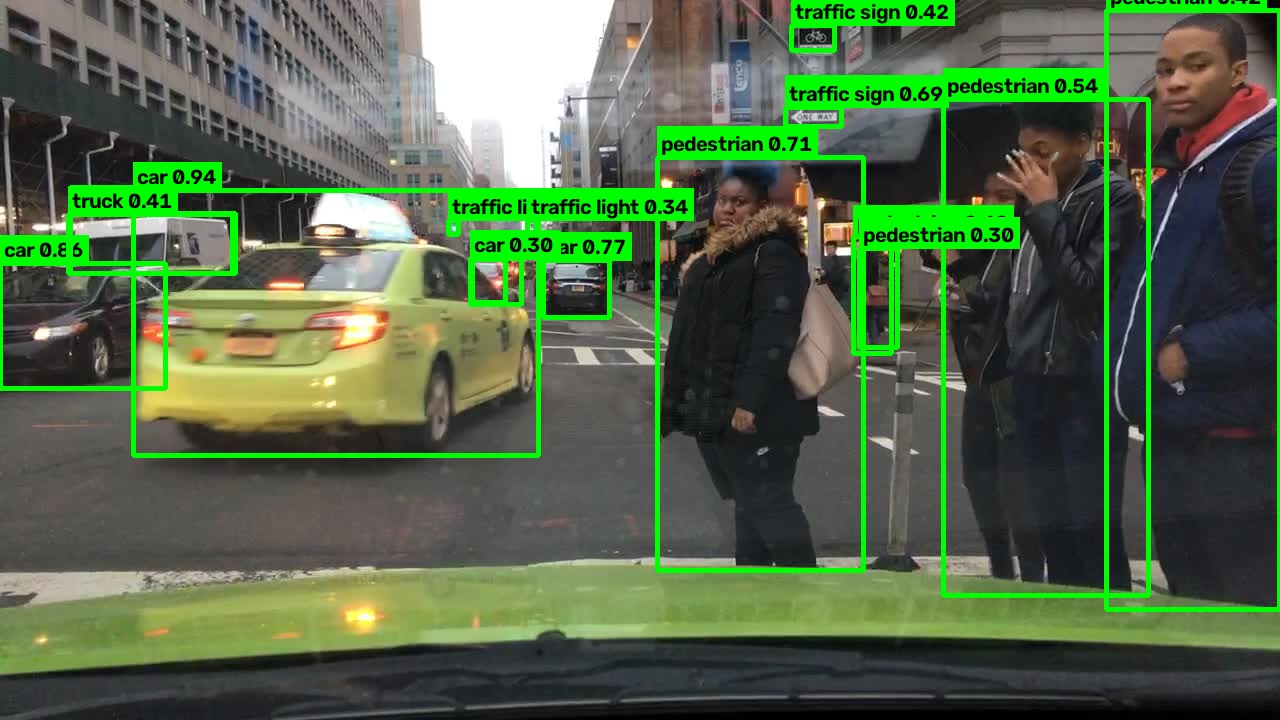 pedestrian 0.42
traffic sign 0.42
traffic sign 0.69
pedestrian 0.54
pedestrian 0.71
car 0.94
truck 0.41
traffic li
traffic light 0.34
car 0.86
car 0.30
ar 0.77
pedestrian 0.30
ONE WAY